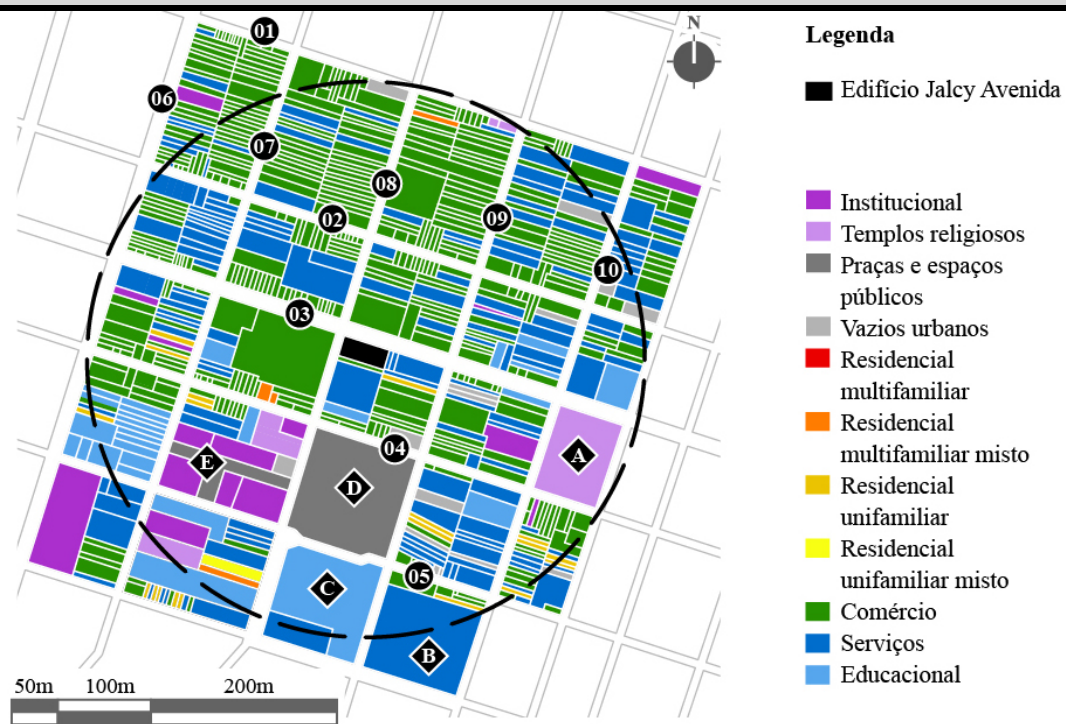 N
01
06
07
08
02
09
10
03
04
A
E
D
05
C
B
50m 100m 200m
Legenda
Edifício Jalcy Avenida
Institucional
Templos religiosos
Praças e espaços
públicos
Vazios urbanos
Residencial
multifamiliar
Residencial
multifamiliar misto
Residencial
unifamiliar
Residencial
unifamiliar misto
Comércio
Serviços
Educacional